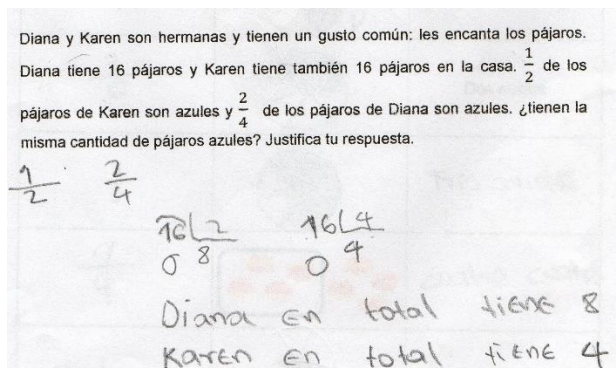 Diana y Karen son hermanas y tienen un gusto común: les encanta los pájaros.
Diana tiene 16 pájaros y Karen tiene también 16 pájaros en la casa. 1/2 de los
pájaros de Karen son azules y 2/4 de los pájaros de Diana son azules. ¿tienen la
misma cantidad de pájaros azules? Justifica tu respuesta.
1/2 2/4
16 2 16 4
0 8 0 4
Diana en total tiene 8
Karen en total tiene 4